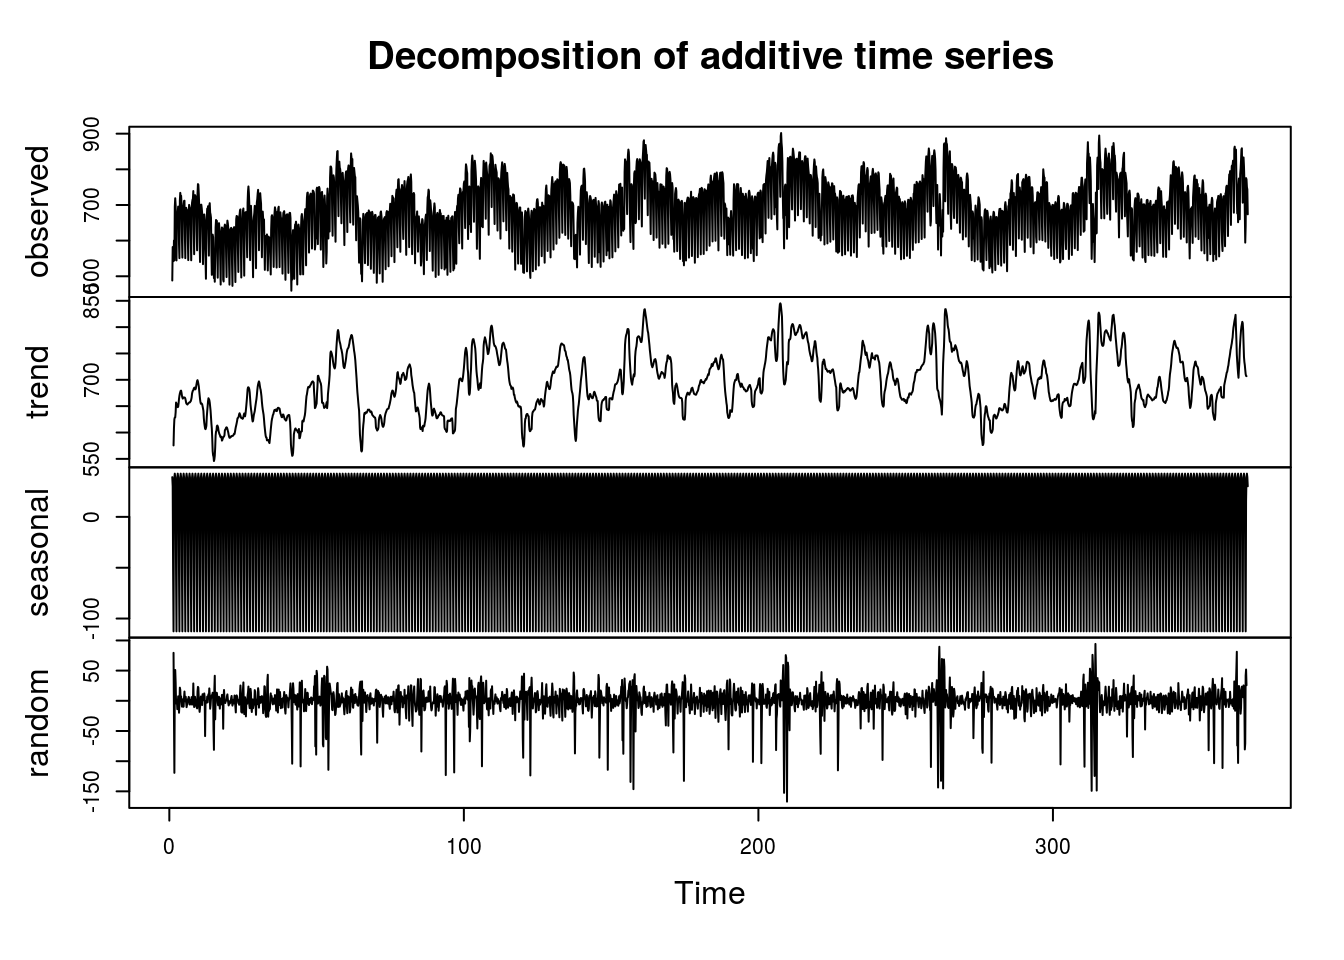 Decomposition of additive time series
observed
900
700
500
trend
850
700
550
seasonal
0
-100
random
50
-50
-150
0 100 200 300
Time